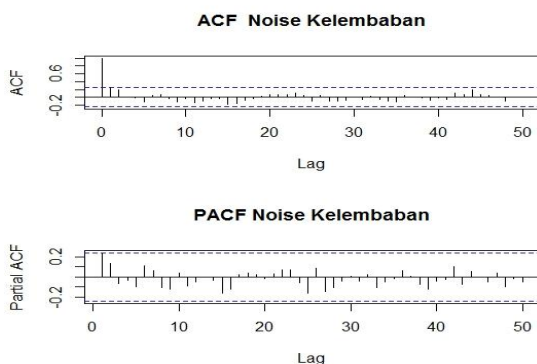 ACF Noise Kelembaban
ACF
0.6
-0.2
0 10 20 30 40 50
Lag
PACF Noise Kelembaban
Partial ACF
0.2
-0.2
0 10 20 30 40 50
Lag